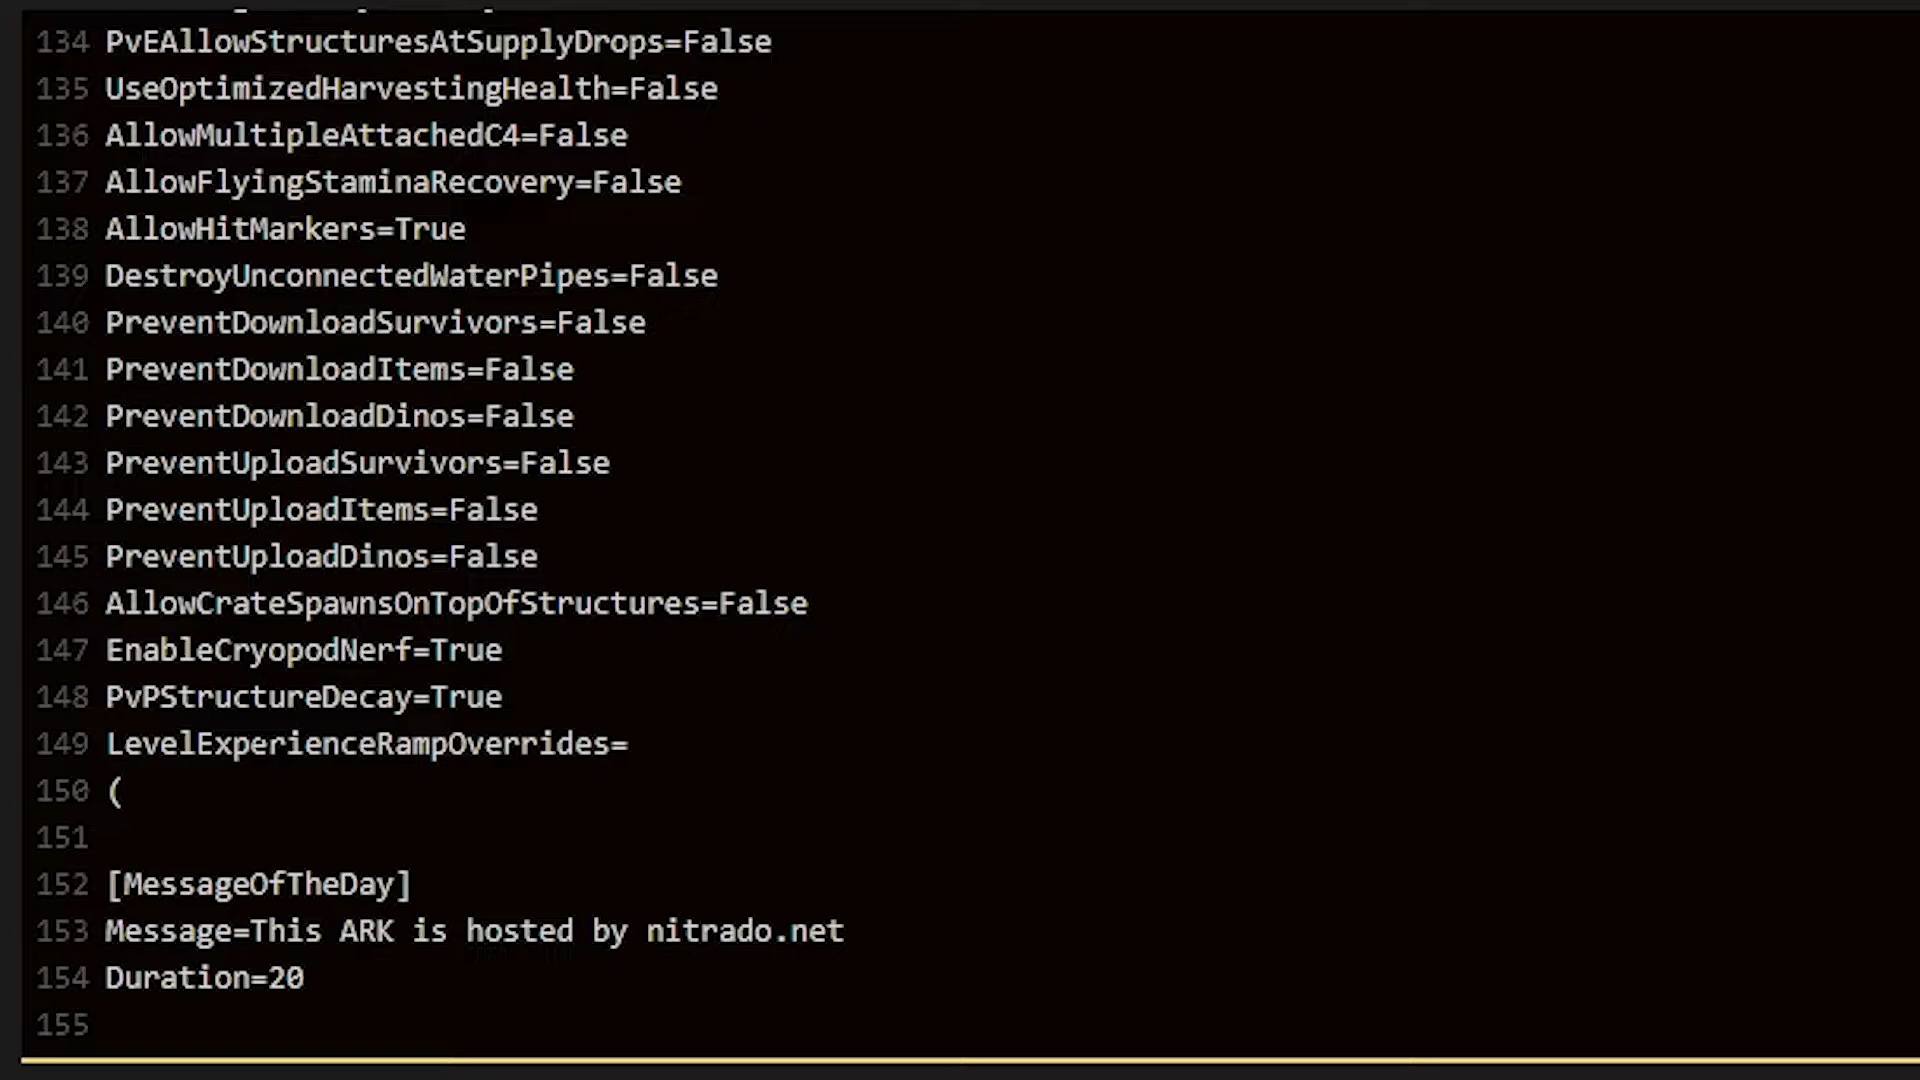 134 PvEAllowStructuresAtSupplyDrops=False
135 UseOptimizedHarvestingHealth=False
136 AllowMultipleAttachedC4=False
137 AllowFlyingStaminaRecovery=False
138 AllowHitMarkers=True
139 DestroyUnconnectedWaterPipes=False
140 PreventDownloadSurvivors=False
141 PreventDownloadItems=False
142 PreventDownloadDinos=False
143 PreventUploadSurvivors=False
144 PreventUploadItems=False
145 PreventUploadDinos=False
146 AllowCrateSpawnsOnTopOfStructures=False
147 EnableCryopodNerf=True
148 PvPStructureDecay=True
149 LevelExperienceRampOverrides=
150 (
151
152 [MessageOfTheDay]
153 Message=This ARK is hosted by nitrado.net
154 Duration=20
155